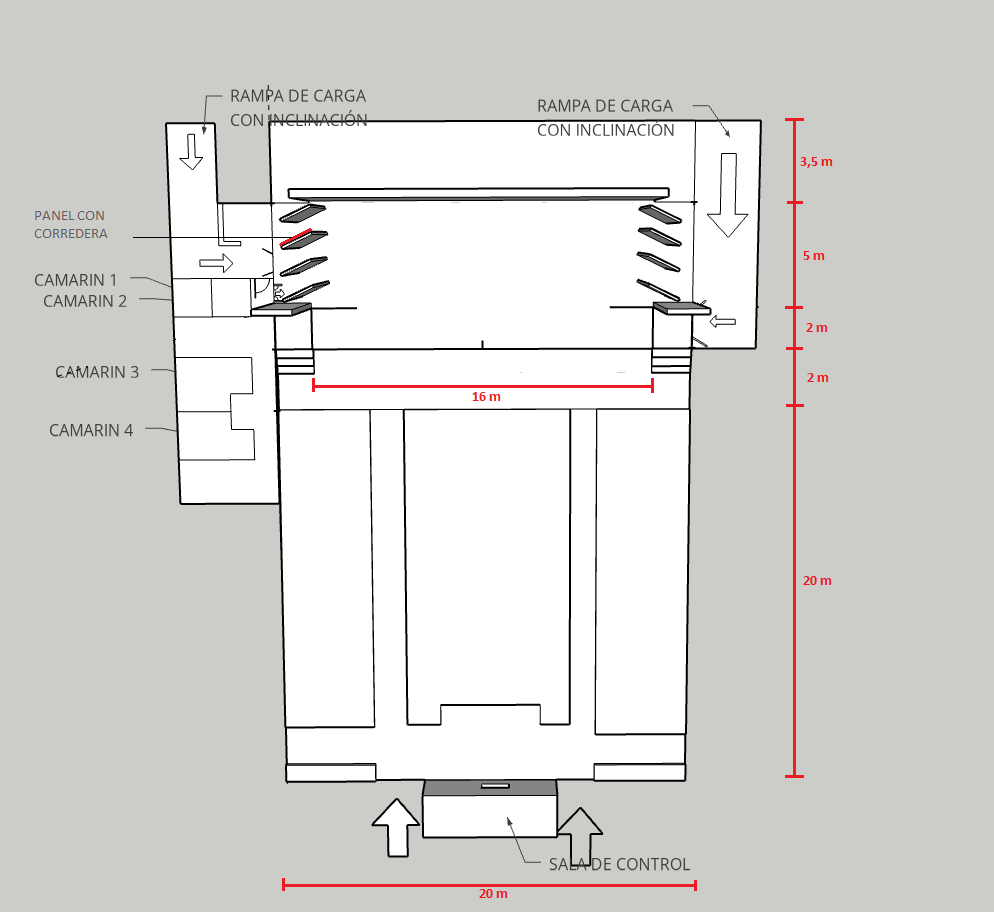 RAMPA DE CARGA
CON INCLINACIÓN
RAMPA DE CARGA
CON INCLINACIÓN
3,5 m
PANEL CON
CORREDERA
5 m
CAMARIN 1
CAMARIN 2
2 m
CAMARIN 3
2 m
16 m
CAMARIN 4
20 m
SALA DE CONTROL
20 m